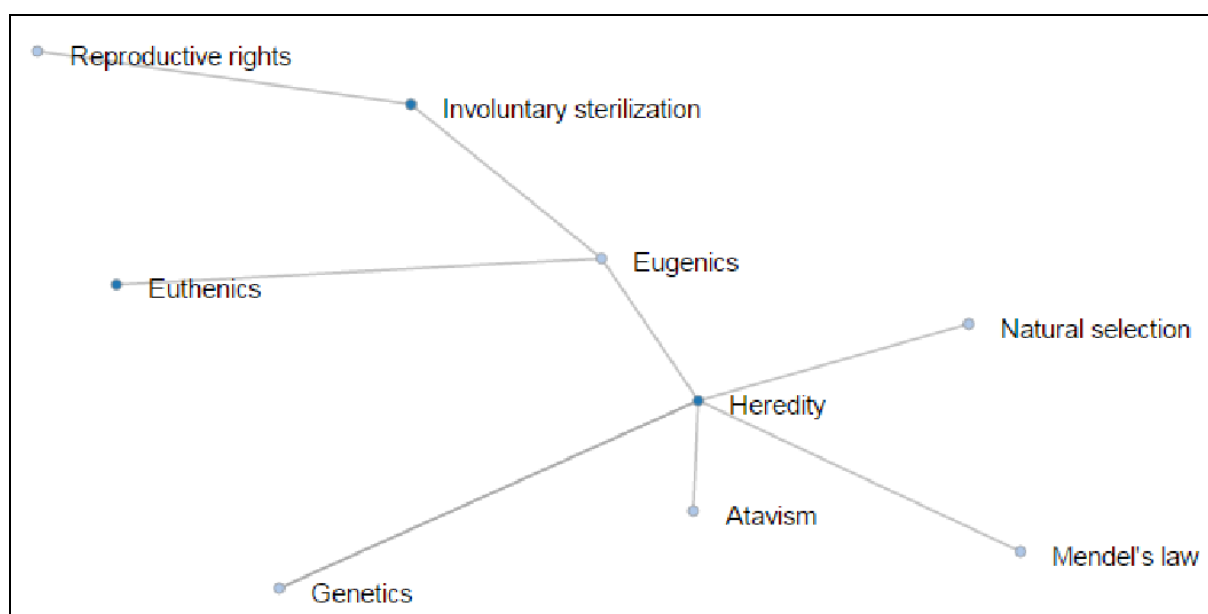 Reproductive rights
Involuntary sterilization
Eugenics
Euthenics
Natural selection
Heredity
Atavism
Mendel's law
Genetics